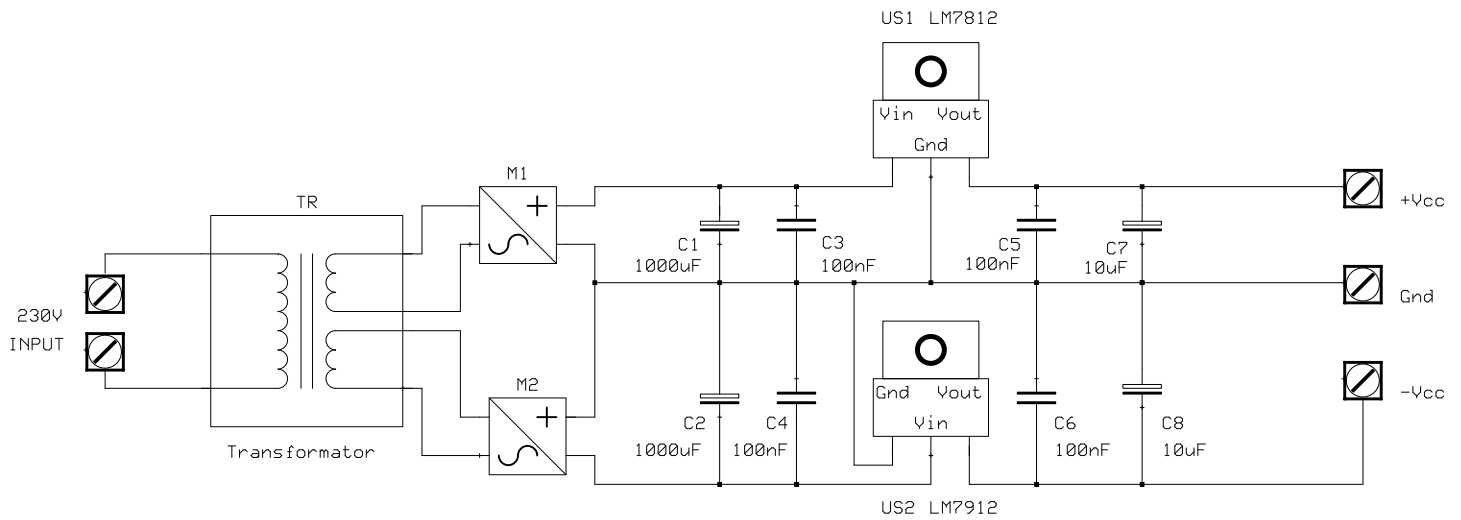 US1 LM7812
Vin Vout
Gnd
M1
+
TR
+Vcc
C1
1000uF
C3
100nF
C5
100nF
C7
10uF
230V
INPUT
Gnd
M2
+
Gnd Vout
Vin
-Vcc
C2
1000uF
C4
100nF
C6
100nF
C8
10uF
Transformator
US2 LM7912